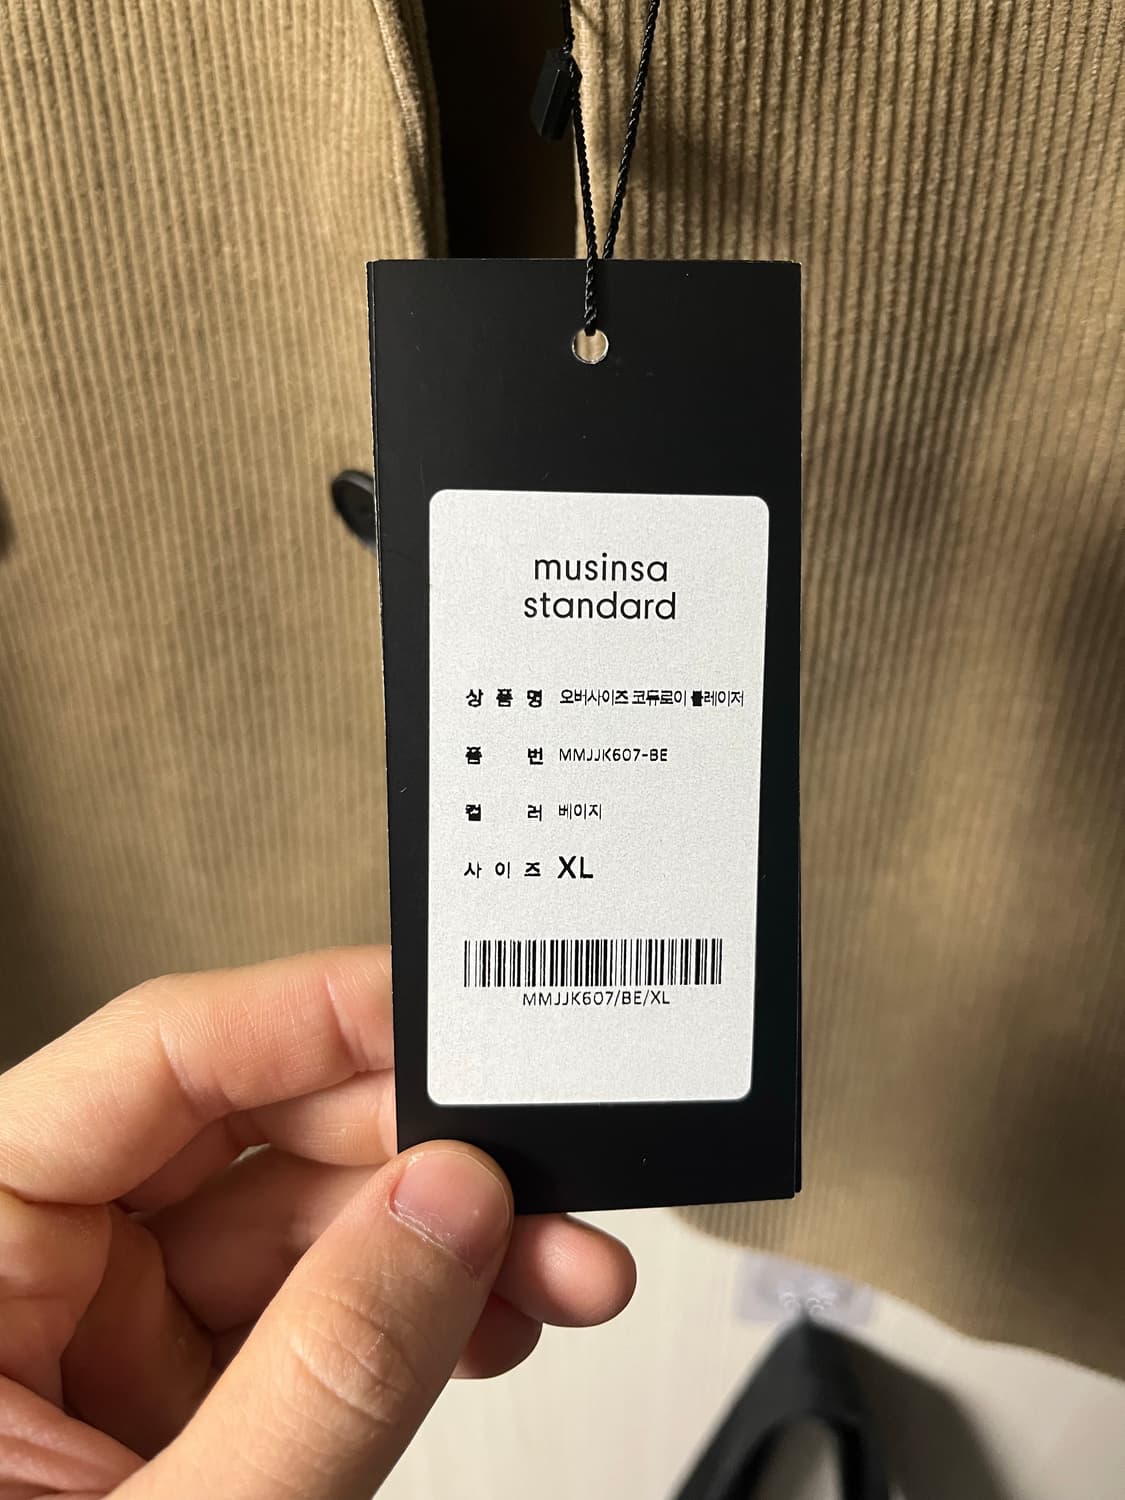 musinsa
standard
상품명 오버사이즈 코듀로이 블레이저
품번 MMJJK607-BE
컬러 베이지
사이즈 XL
MMJJK607/BE/XL